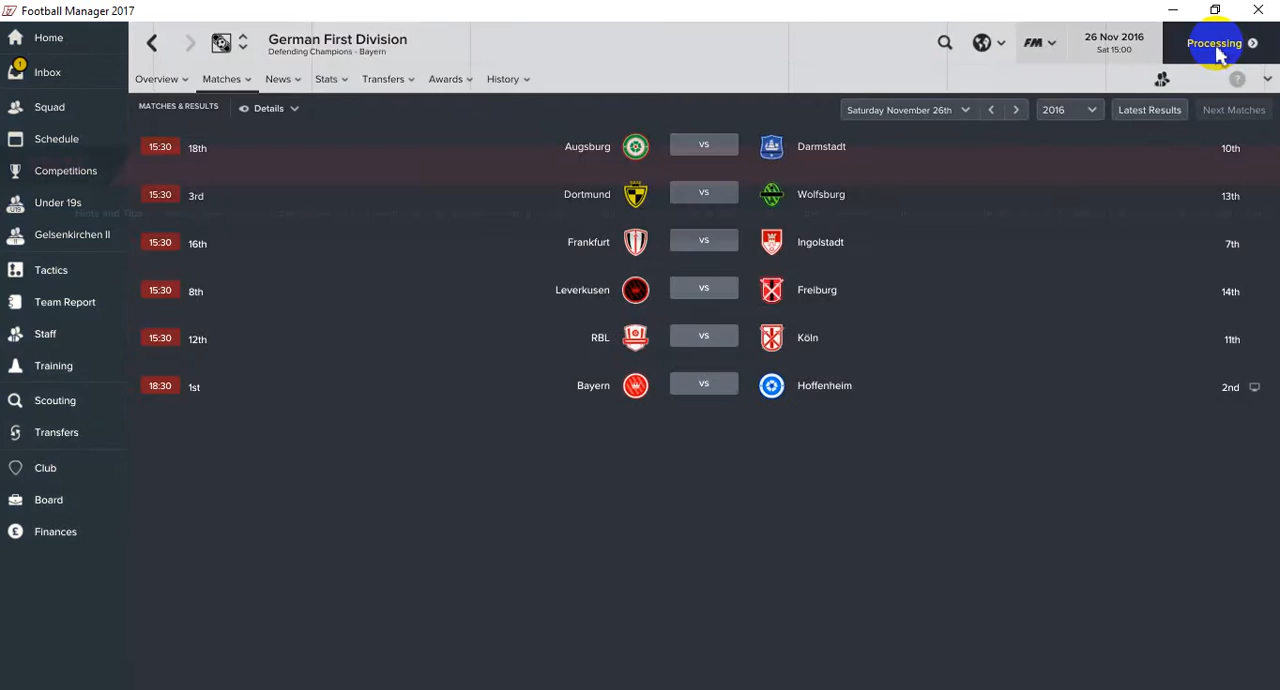 Football Manager 2017
Home
1
Inbox
Squad
Schedule
Competitions
Under 19s
Gelsenkirchen II
Tactics
Team Report
Staff
Training
Scouting
Transfers
Club
Board
Finances
German First Division
Defending Champions - Bayern
FM
26 Nov 2016
Sat 15:00
Processing
Overview Matches News Stats Transfers Awards History
MATCHES & RESULTS Details
Saturday November 26th 2016 Latest Results Next Matches
Hints and Tips
15:30 18th Augsburg vs Darmstadt 10th
15:30 3rd Dortmund vs Wolfsburg 13th
15:30 16th Frankfurt vs Ingolstadt 7th
15:30 8th Leverkusen vs Freiburg 14th
15:30 12th RBL vs Köln 11th
18:30 1st Bayern vs Hoffenheim 2nd